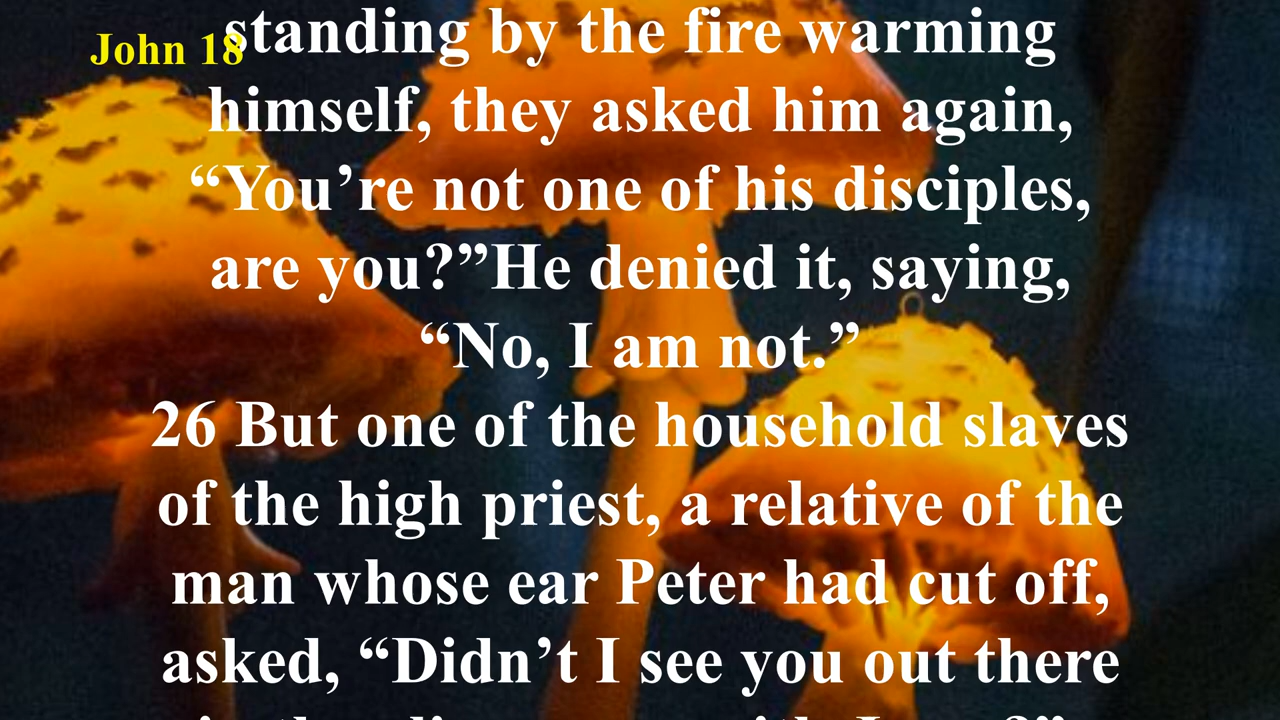 John 18
standing by the fire warming
himself, they asked him again,
“You’re not one of his disciples,
are you?”He denied it, saying,
“No, I am not.”
26 But one of the household slaves
of the high priest, a relative of the
man whose ear Peter had cut off,
asked, “Didn’t I see you out there